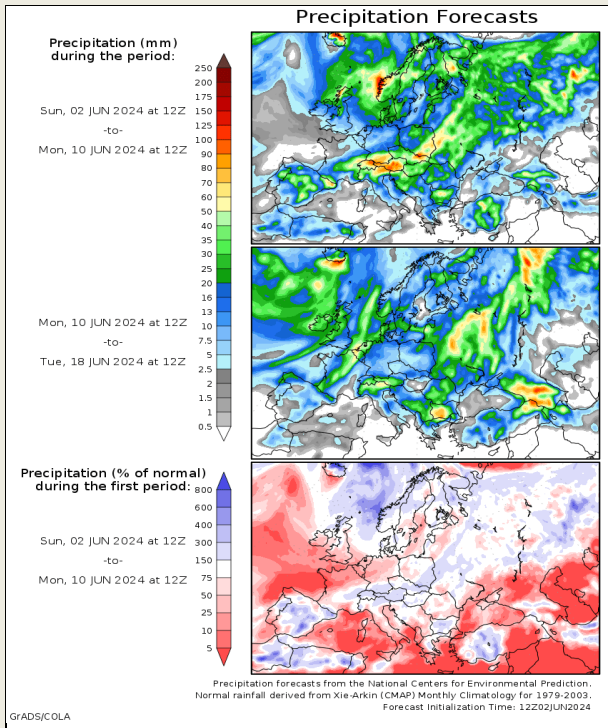 Precipitation Forecasts
Precipitation (mm)
during the period:
Sun, 02 JUN 2024 at 12Z
-to-
Mon, 10 JUN 2024 at 12Z
250
200
175
150
125
100
90
80
70
60
50
40
35
30
25
20
16
13
10
7.5
5
2.5
2
1.5
1
0.5
Mon, 10 JUN 2024 at 12Z
-to-
Tue, 18 JUN 2024 at 12Z
Precipitation (% of normal)
during the first period:
Sun, 02 JUN 2024 at 12Z
-to-
Mon, 10 JUN 2024 at 12Z
800
600
400
300
150
75
50
25
10
5
Precipitation forecasts from the National Centers for Environmental Prediction.
Normal rainfall derived from Xie-Arkin (CMAP) Monthly Climatology for 1979-2003.
Forecast Initialization Time: 12Z02JUN2024
GrADS/COLA